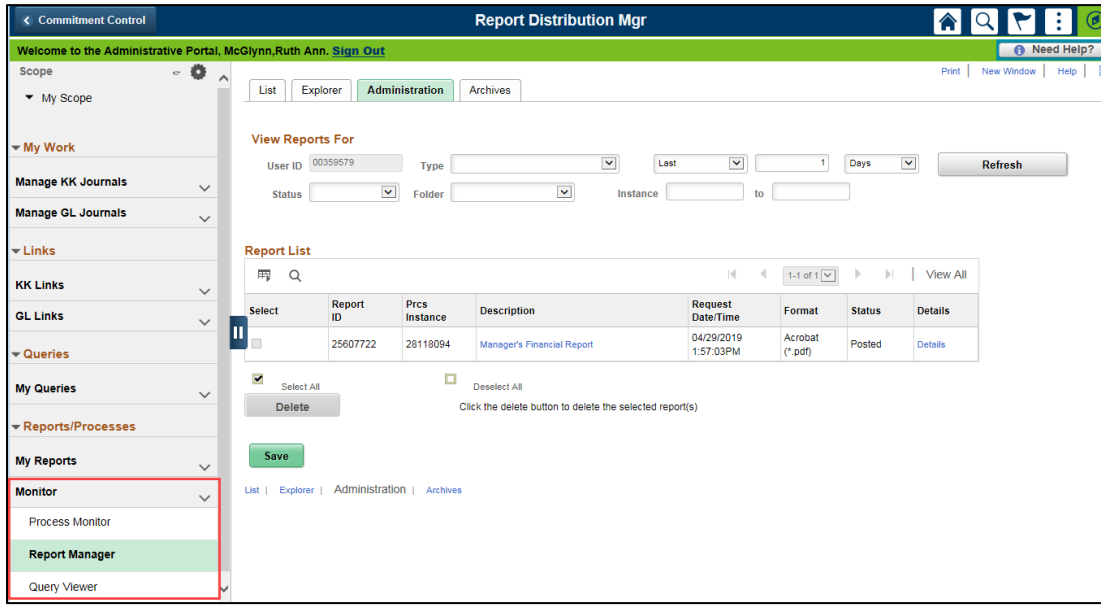 Commitment Control
Report Distribution Mgr
Welcome to the Administrative Portal, McGlynn,Ruth Ann. Sign Out
Need Help?
Scope
My Scope
My Work
Manage KK Journals
Manage GL Journals
Links
KK Links
GL Links
Queries
My Queries
Reports/Processes
My Reports
Monitor
Process Monitor
Report Manager
Query Viewer
Print | New Window | Help |
List Explorer Administration Archives
View Reports For
User ID 00359579 Type Last 1 Days Refresh
Status Folder Instance to
Report List
1-1 of 1 | View All
Select Report ID Prcs Instance Description Request Date/Time Format Status Details
25607722 28118094 Manager's Financial Report 04/29/2019 1:57:03PM Acrobat (*.pdf) Posted Details
Select All Deselect All
Delete Click the delete button to delete the selected report(s)
Save
List | Explorer | Administration | Archives